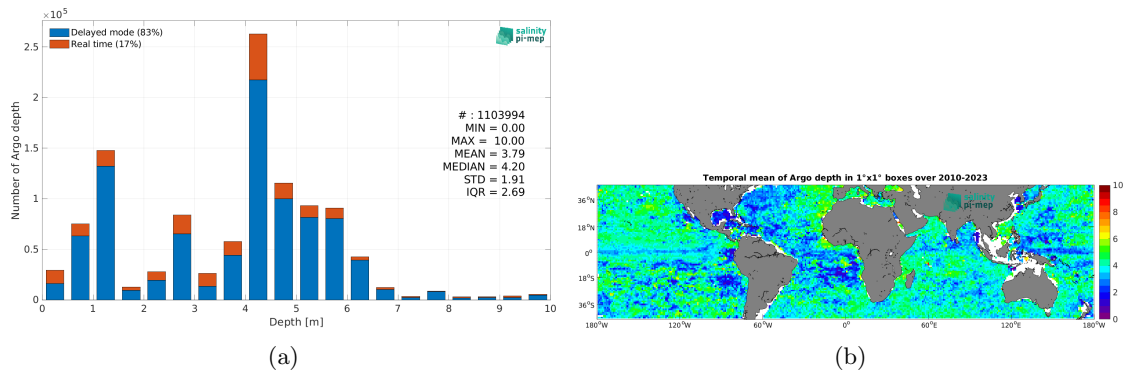 ×10⁵
Delayed mode (83%)
Real time (17%)
salinity
pi-mep
# : 1103994
MIN = 0.00
MAX = 10.00
MEAN = 3.79
MEDIAN = 4.20
STD = 1.91
IQR = 2.69
Number of Argo depth
2.5
2
1.5
1
0.5
0
0 1 2 3 4 5 6 7 8 9 10
Depth [m]
(a)
Temporal mean of Argo depth in 1°x1° boxes over 2010-2023
salinity
pi-mep
36°N
18°N
0°
18°S
36°S
180°W 120°W 60°W 0° 60°E 120°E 180°W
10
8
6
4
2
0
(b)